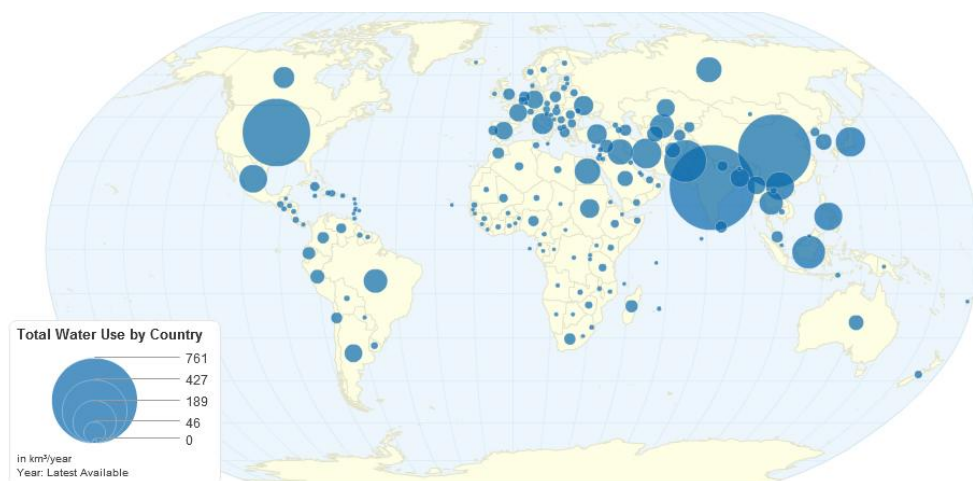 Total Water Use by Country
761
427
189
46
0
in km³/year
Year: Latest Available